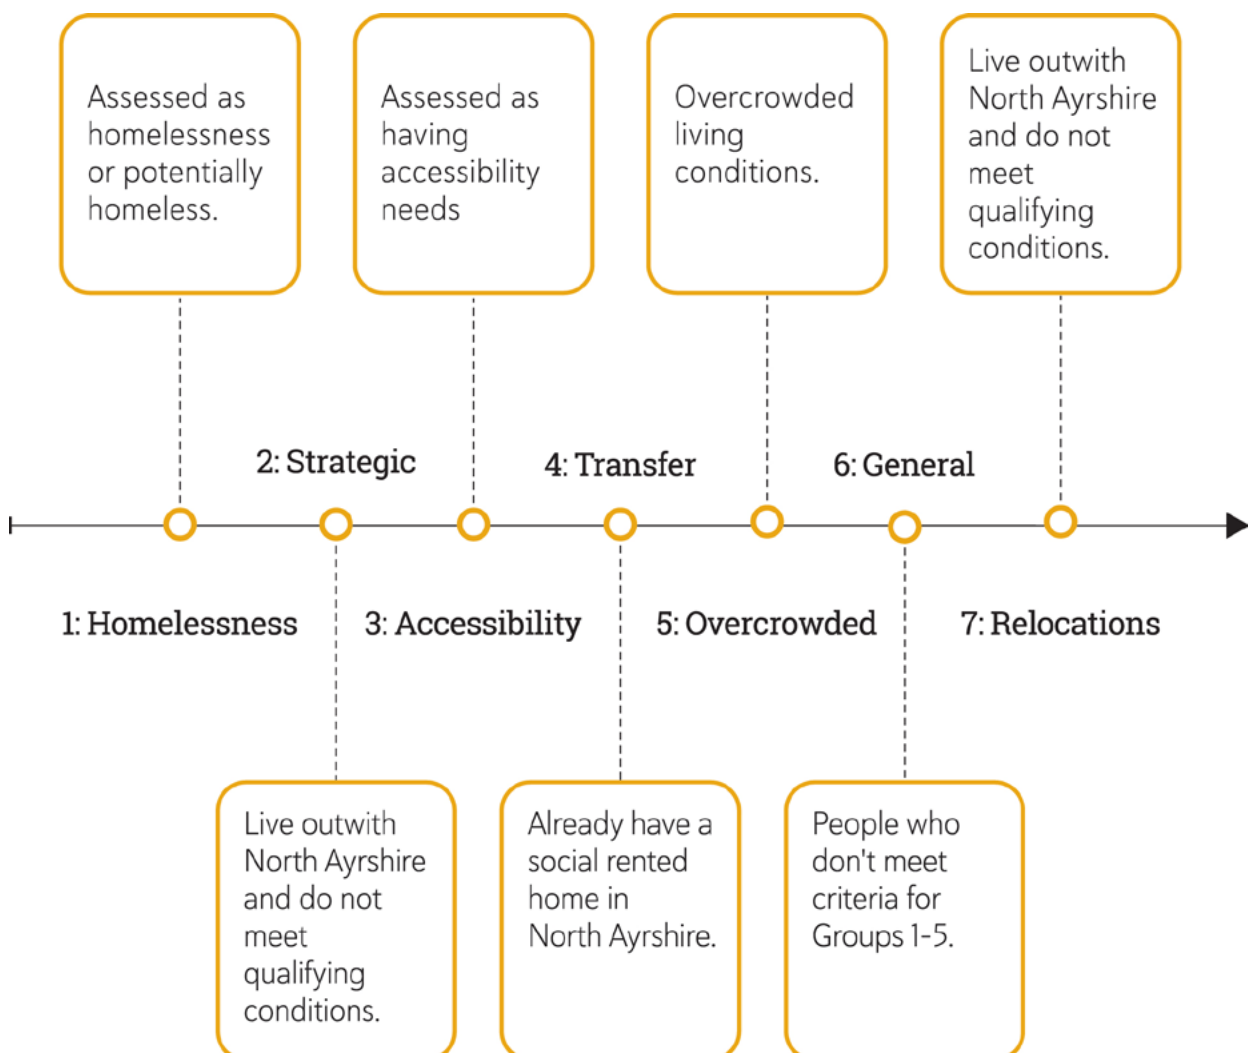 Assessed as
homelessness
or potentially
homeless.
Assessed as
having
accessibility
needs
Overcrowded
living
conditions.
Live outwith
North Ayrshire
and do not
meet
qualifying
conditions.
2: Strategic
4: Transfer
6: General
1: Homelessness
3: Accessibility
5: Overcrowded
7: Relocations
Live outwith
North Ayrshire
and do not
meet
qualifying
conditions.
Already have a
social rented
home in
North Ayrshire.
People who
don't meet
criteria for
Groups 1-5.